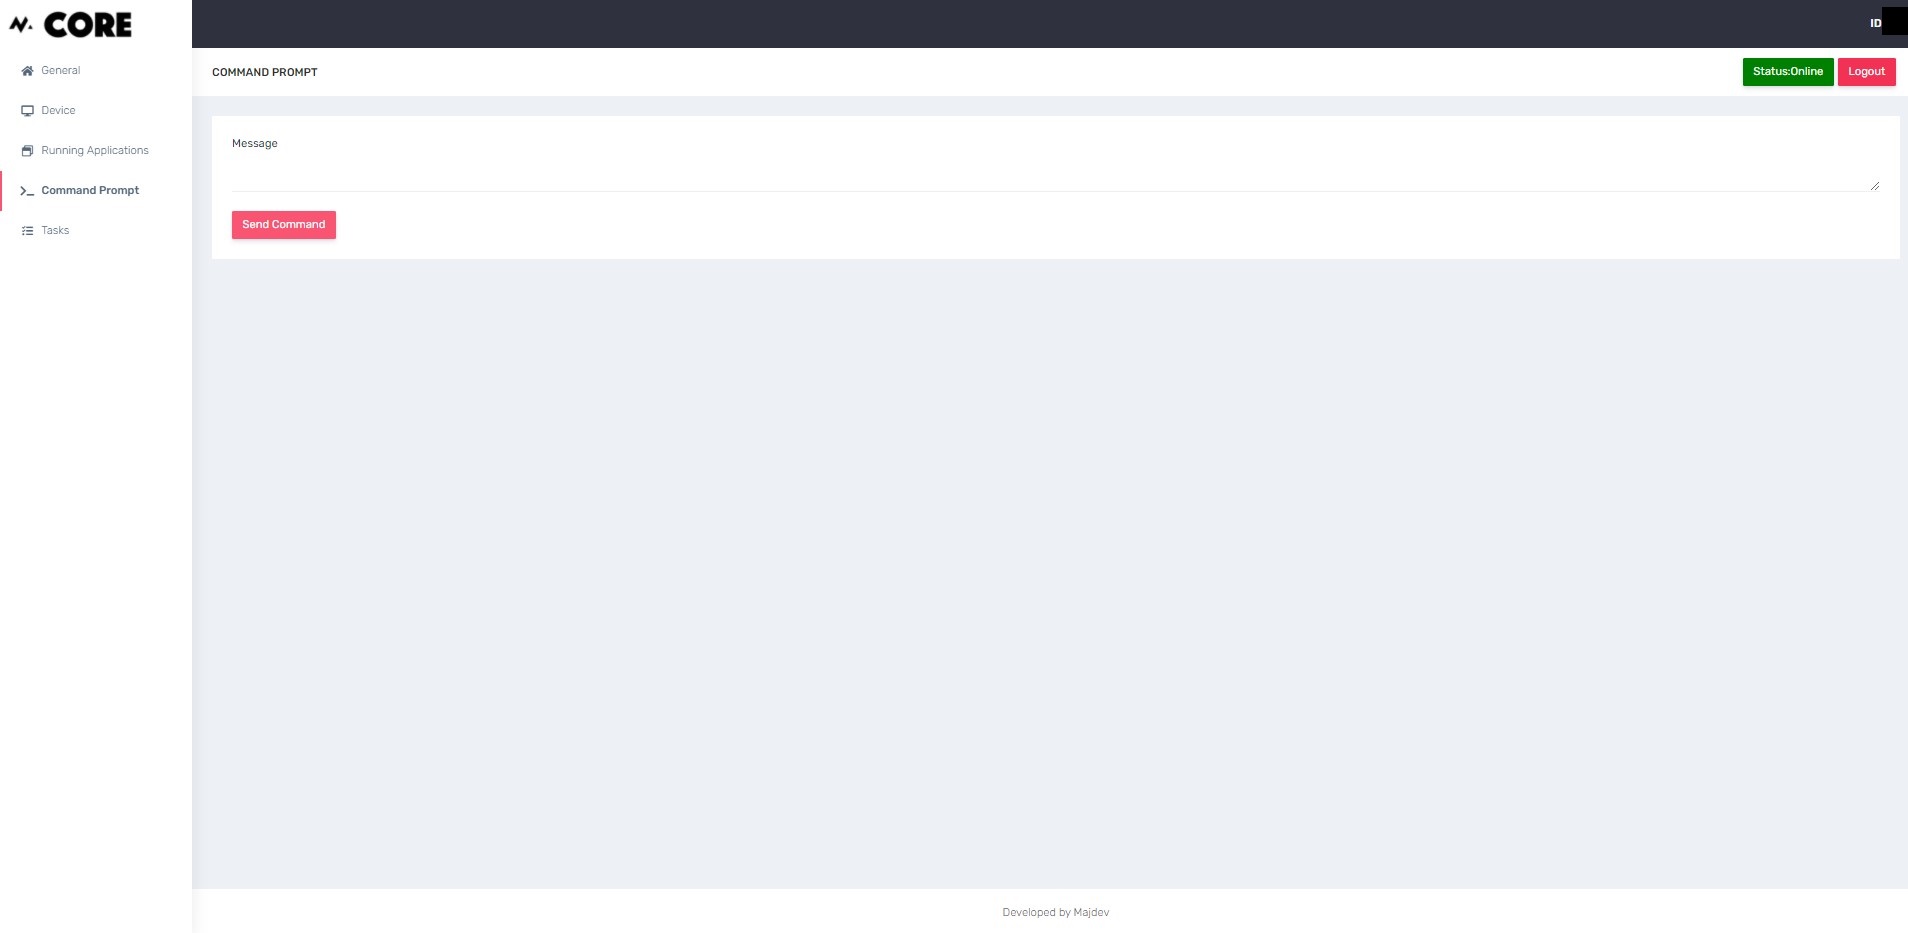 CORE
ID
General
Device
Running Applications
Command Prompt
Tasks
COMMAND PROMPT
Status:Online
Logout
Message
Send Command
Developed by Majdev